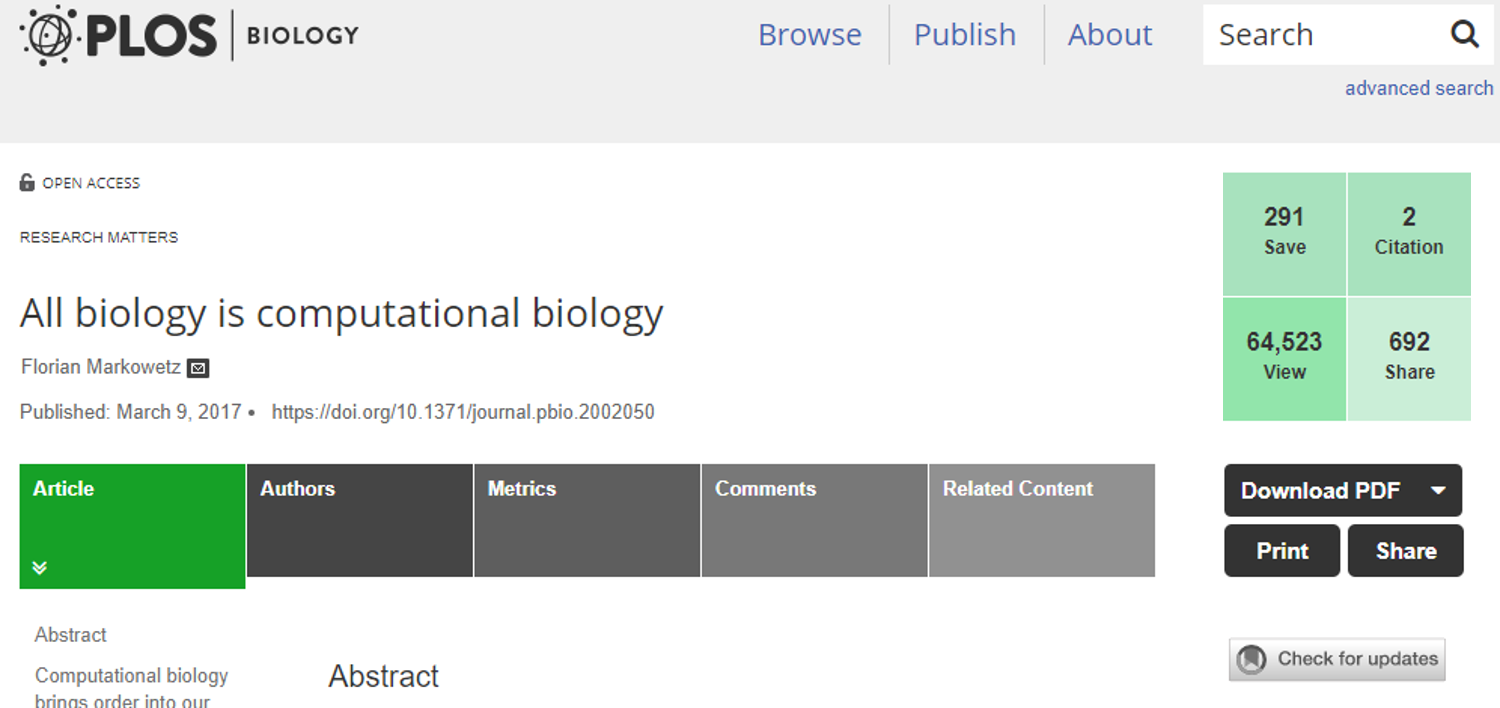 PLOS BIOLOGY
Browse Publish About Search
advanced search
OPEN ACCESS
RESEARCH MATTERS
All biology is computational biology
Florian Markowetz
Published: March 9, 2017 • https://doi.org/10.1371/journal.pbio.2002050
291
Save
2
Citation
64,523
View
692
Share
Article
Authors
Metrics
Comments
Related Content
Download PDF
Print
Share
Check for updates
Abstract
Computational biology
brings order into our
Abstract